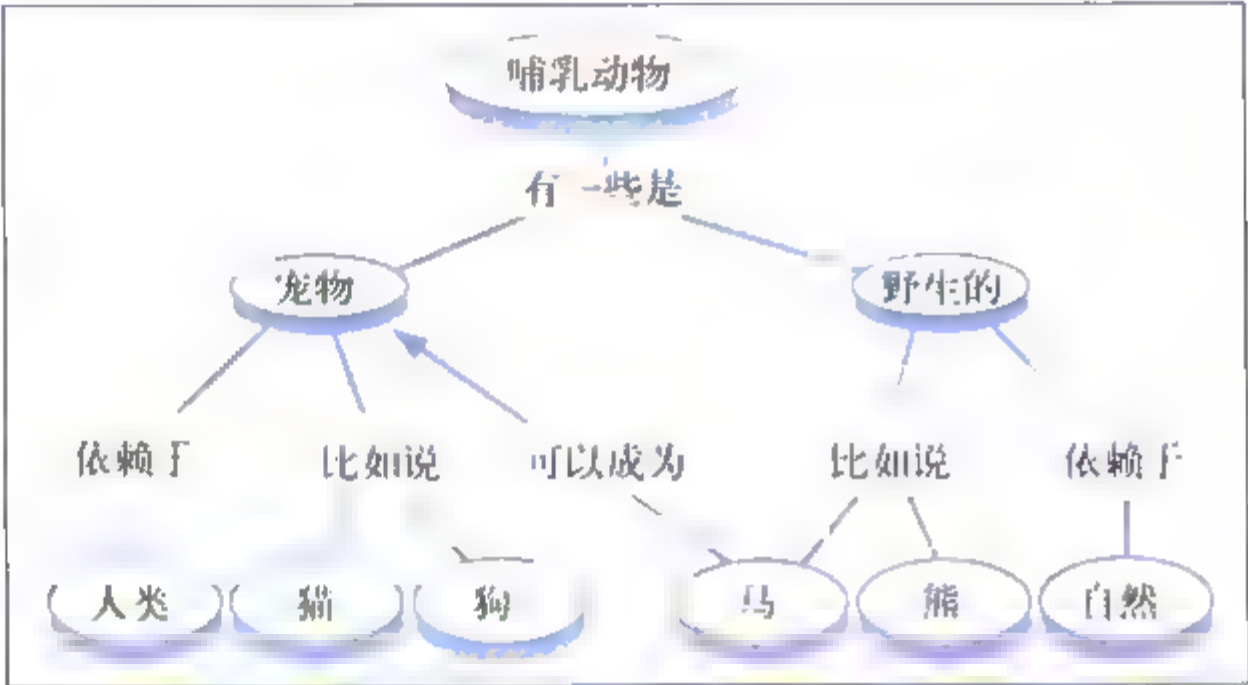 哺乳动物
有一些是
宠物 野生的
依赖于 比如说 可以成为 比如说 依赖于
人类 猫 狗 马 熊 自然